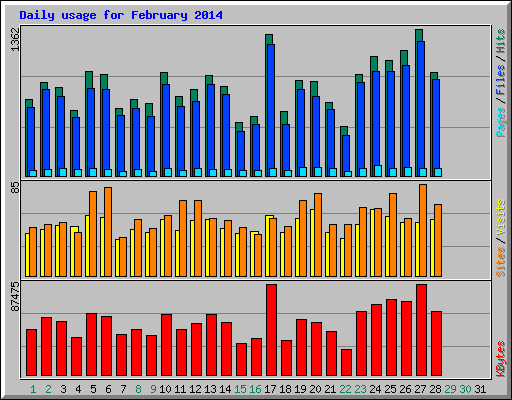 Daily usage for February 2014
1362
Pages / Files / Hits
85
Sites / Visits
87475
KBytes
1 2 3 4 5 6 7 8 9 10 11 12 13 14 15 16 17 18 19 20 21 22 23 24 25 26 27 28 29 30 31